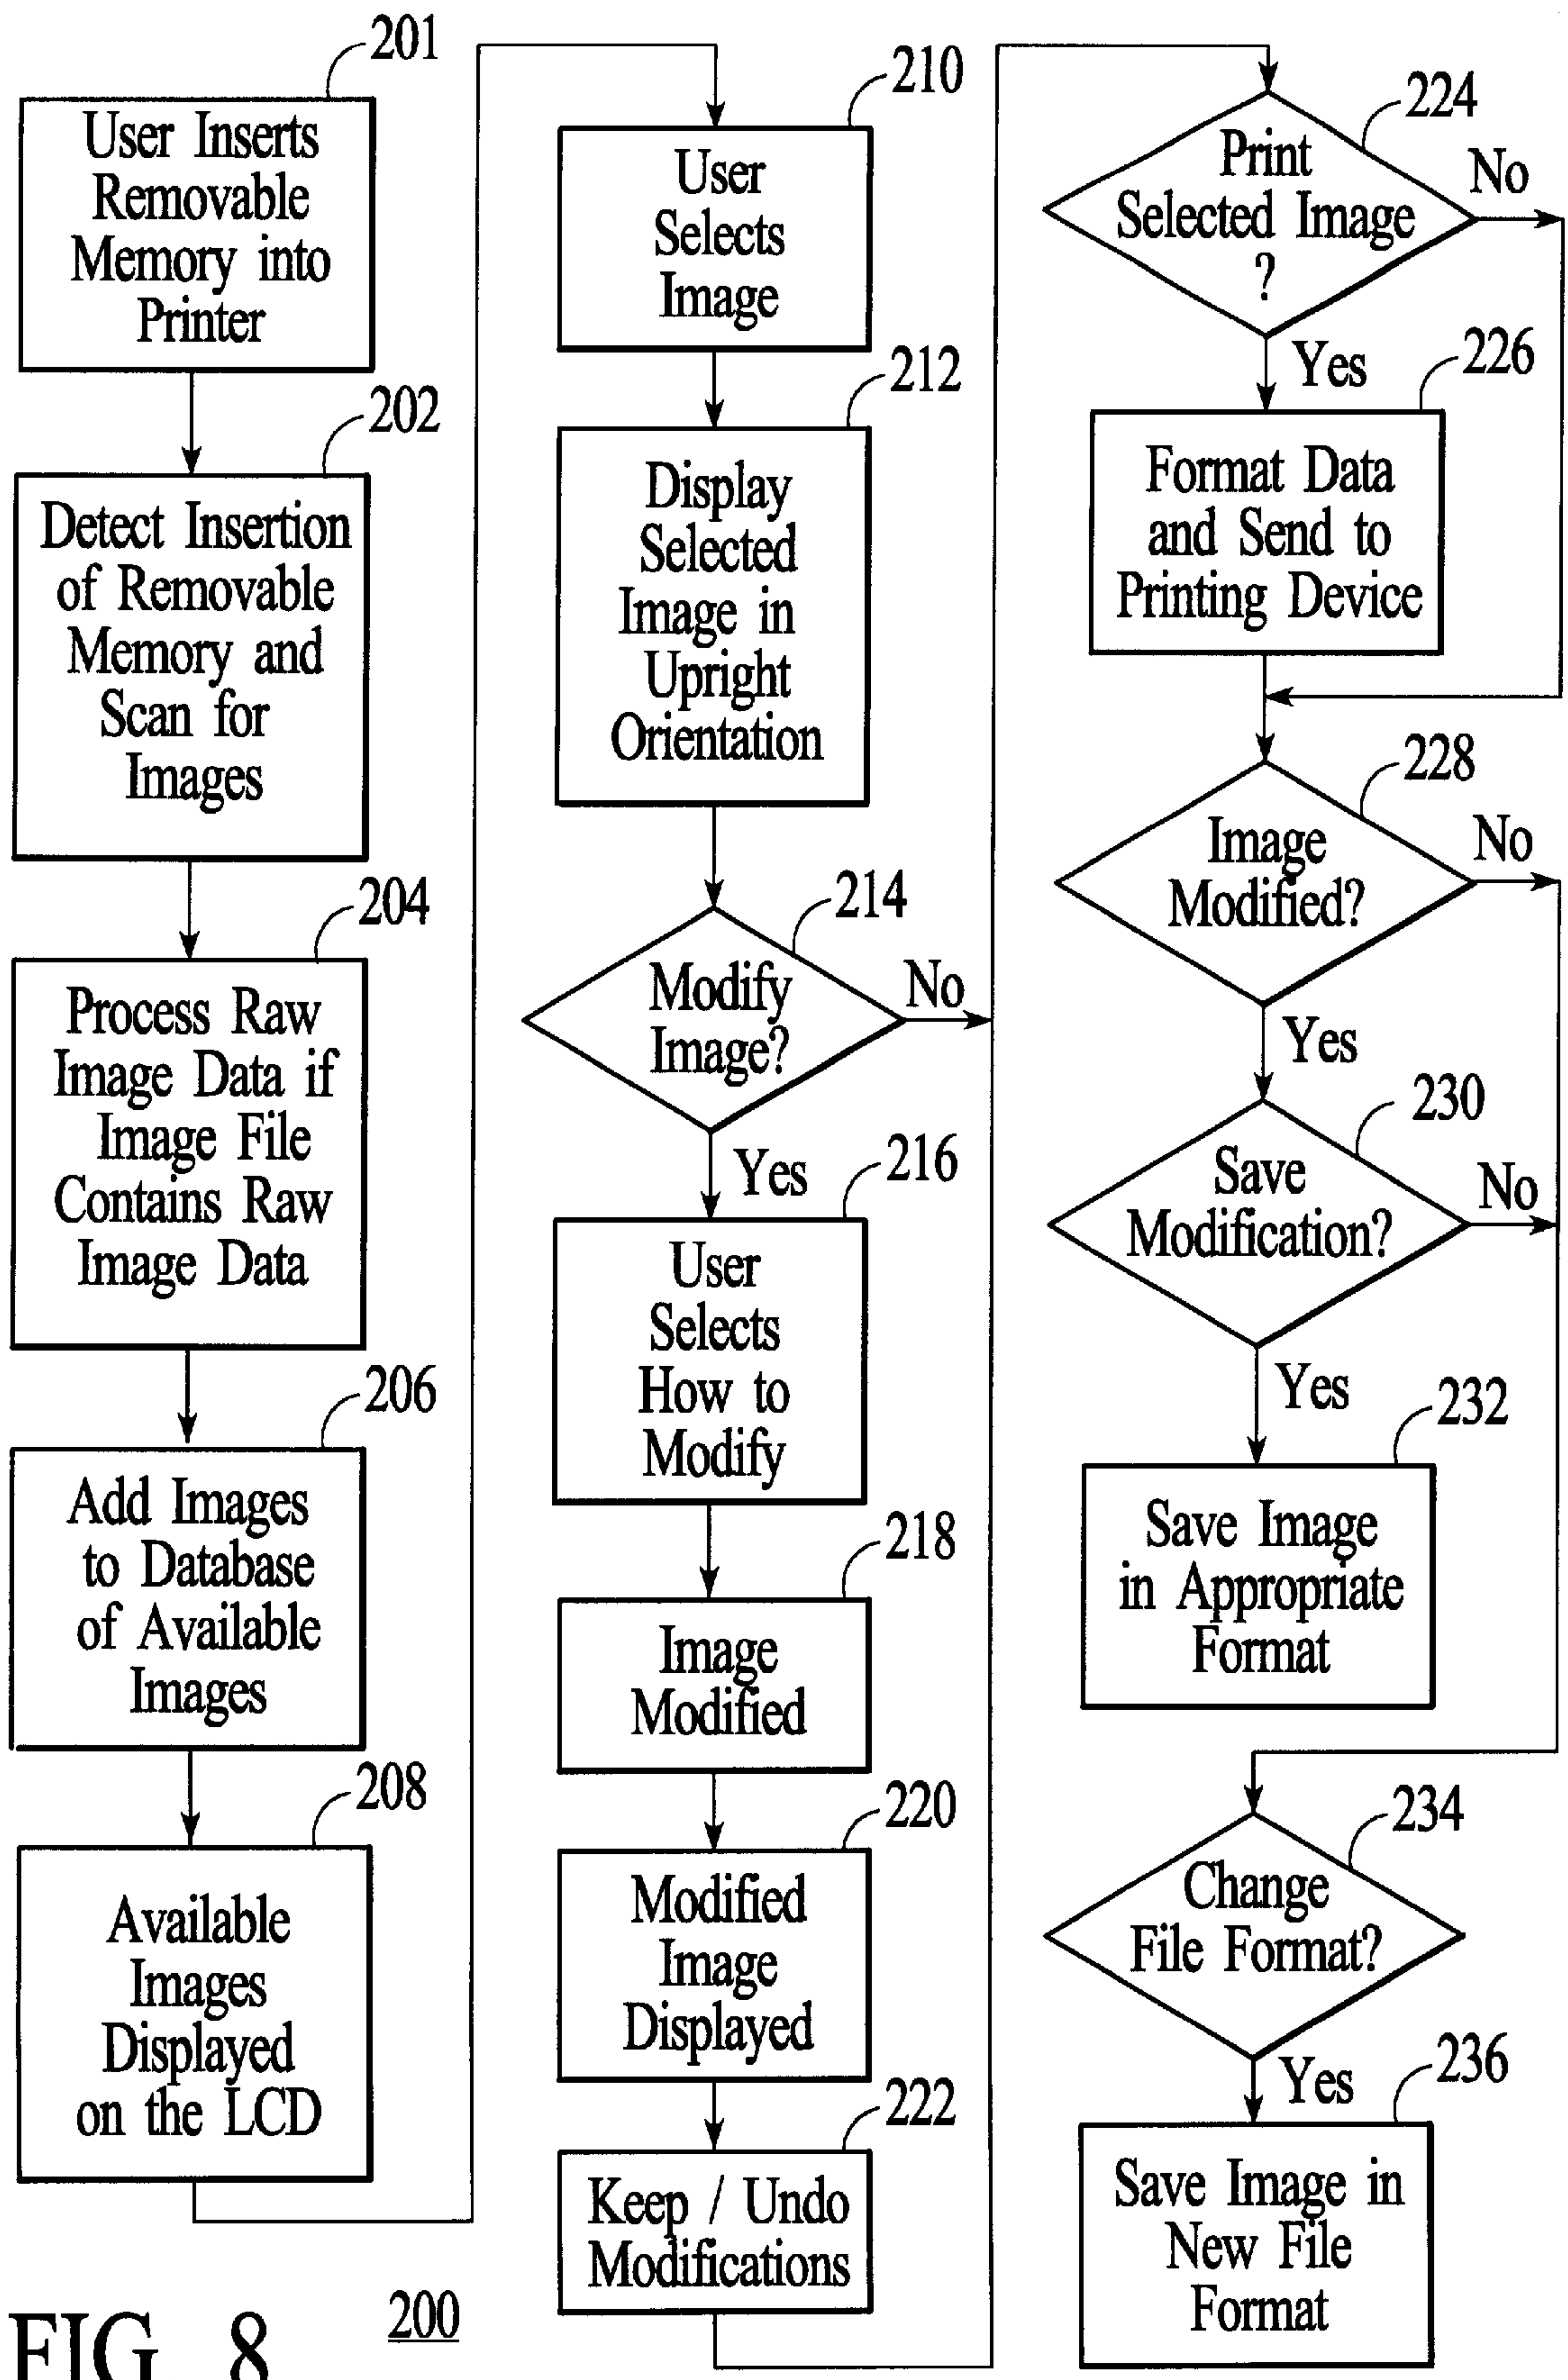 201
User Inserts
Removable
Memory into
Printer
202
Detect Insertion
of Removable
Memory and
Scan for
Images
204
Process Raw
Image Data if
Image File
Contains Raw
Image Data
206
Add Images
to Database
of Available
Images
208
Available
Images
Displayed
on the LCD
210
User
Selects
Image
212
Display
Selected
Image in
Upright
Orientation
214
Modify
Image?
No
Yes
216
User
Selects
How to
Modify
218
Image
Modified
220
Modified
Image
Displayed
222
Keep / Undo
Modifications
224
Print
Selected Image
?
No
Yes
226
Format Data
and Send to
Printing Device
228
Image
Modified?
No
Yes
230
Save
Modification?
No
Yes
232
Save Image
in Appropriate
Format
234
Change
File Format?
Yes
236
Save Image in
New File
Format
200
FIG. 8